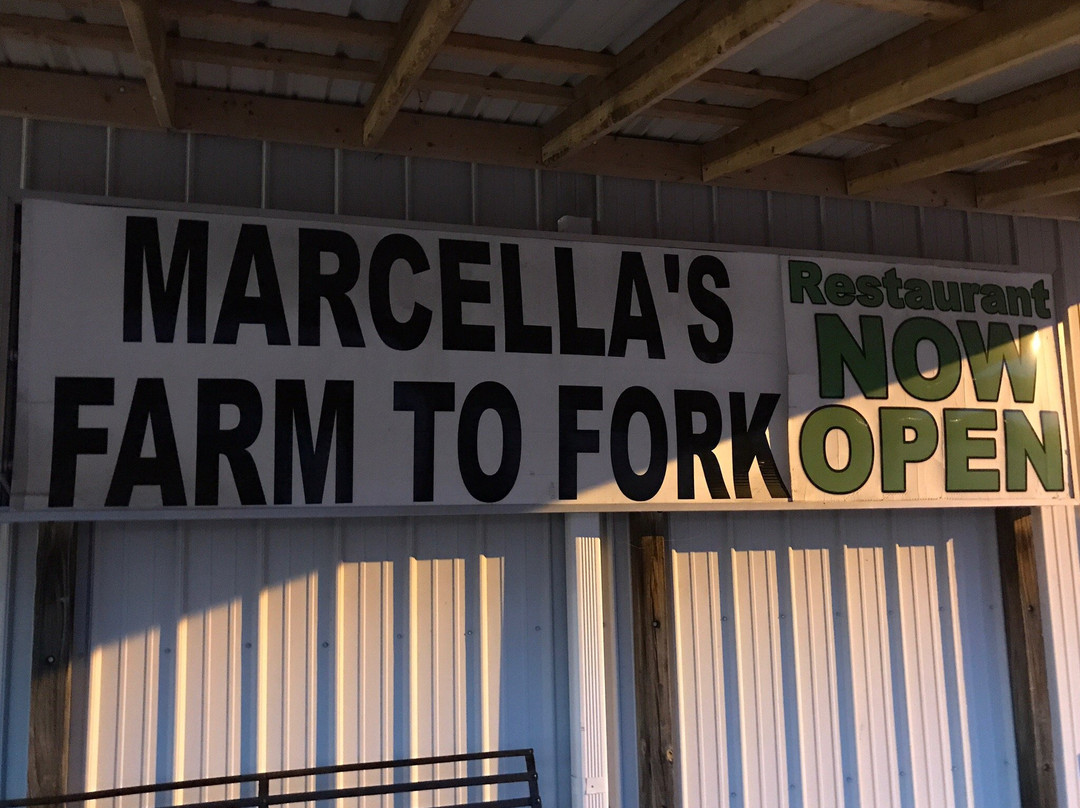 MARCELLA'S
FARM TO FORK
Restaurant
NOW
OPEN